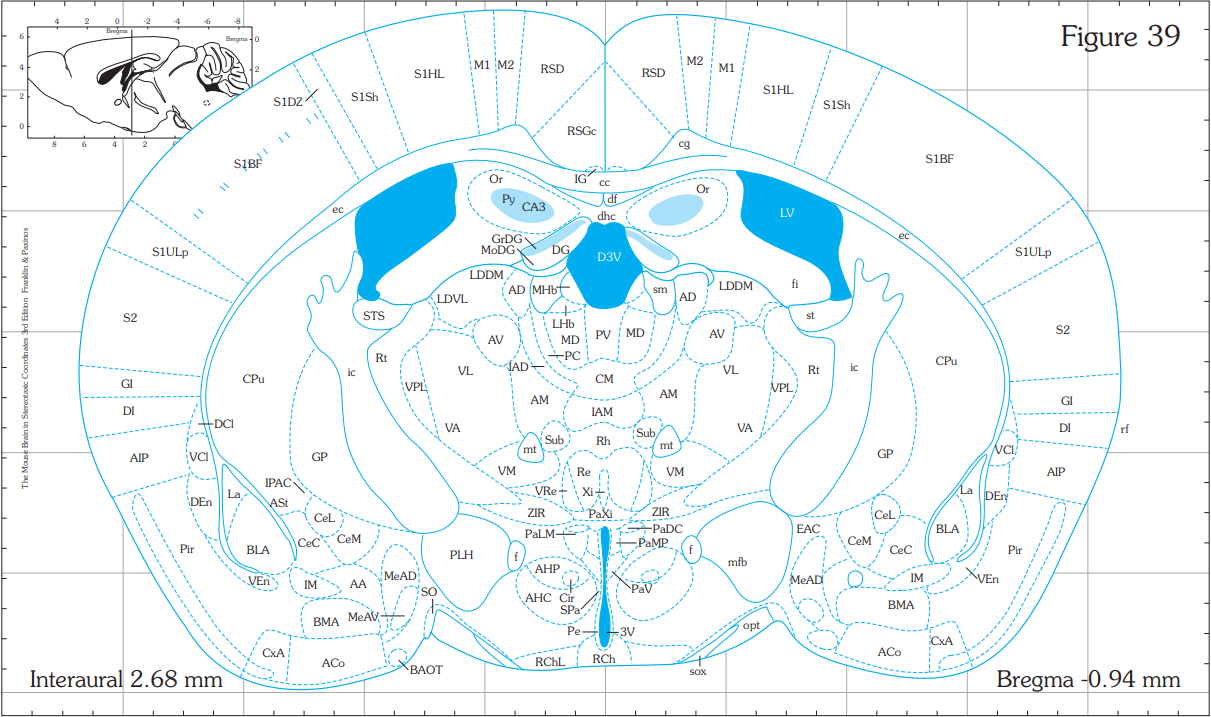 Figure 39
4 2 0 -2 -4 -6 -8
Bregma
Bregma
0
2
6
4
2
0
8 6 4 2 0
The Mouse Brain in Stereotaxic Coordinates 3rd Edition Franklin & Paxinos
S1HL M1 M2 RSD RSD M2 M1 S1HL
S1DZ S1Sh S1Sh
RSGc
cg
S1BF S1BF
IG cc
Or Or
Py CA3 df
ec dhc LV ec
GrDG
MoDG DG D3V
S1ULp S1ULp
LDDM AD MHb sm AD LDDM fi
LDVL
STS st
S2 LHb S2
AV MD PV MD AV
Rt PC
VL IAD VL Rt ic
ic CPu
CPu CM
GI VPL VPL GI
AM AM
DI IAM DI
DCl VA VA rf
Sub Rh Sub
mt mt
AIP VCl GP GP VCl AIP
VM Re VM
IPAC
La ASt VRe Xi La DEn
DEn
CeL ZIR PaXi ZIR CeL
PaLM PaDC EAC BLA
CeC CeM PaMP CeM CeC
Pir BLA PLH f f Pir
AHP mfb
VEn IM AA MeAD MeAD IM VEn
SO AHC Cir PaV
SPa
BMA MeAV BMA
Pe 3V opt
CxA ACo RChL RCh ACo CxA
BAOT sox
Interaural 2.68 mm
Bregma -0.94 mm